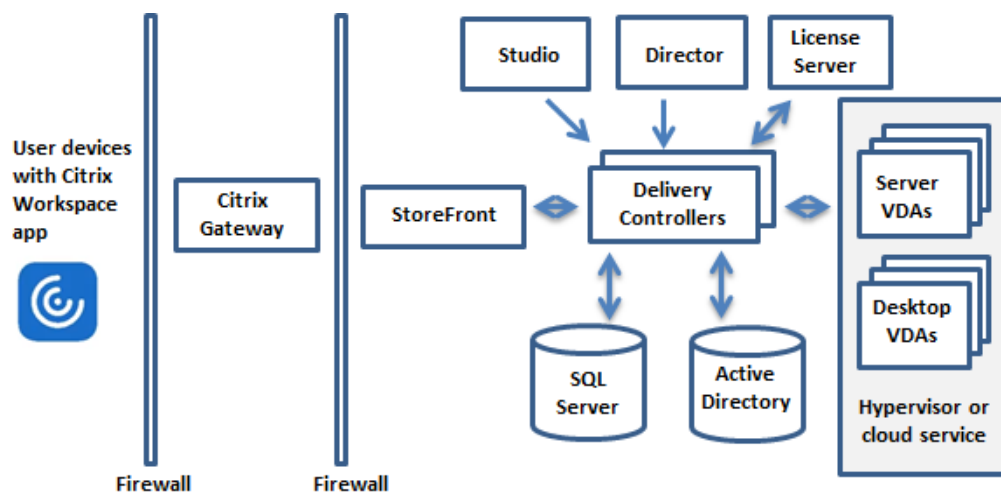 Studio
Director
License
Server
User devices
with Citrix
Workspace
app
Citrix
Gateway
StoreFront
Delivery
Controllers
Server
VDAs
Desktop
VDAs
SQL
Server
Active
Directory
Hypervisor or
cloud service
Firewall
Firewall